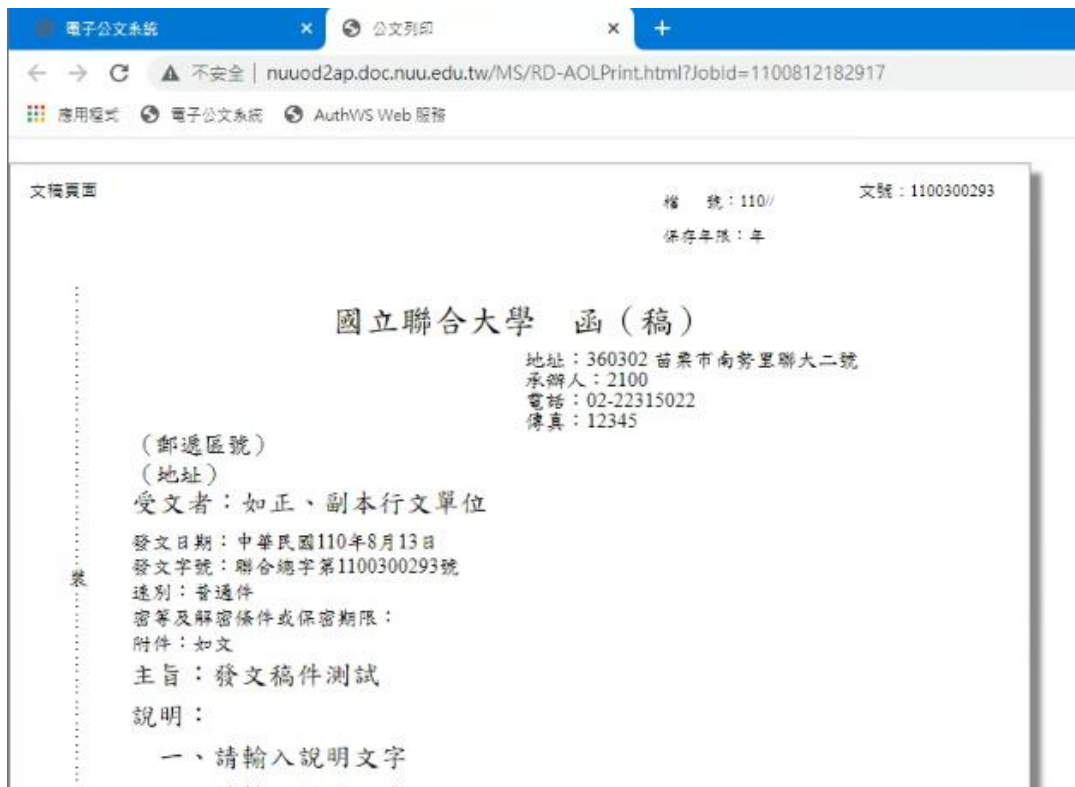 電子公文系統
公文列印
不安全 | nuuod2ap.doc.nuu.edu.tw/MS/RD-AOLPrint.html?JobId=1100812182917
應用程式 電子公文系統 AuthWS Web 服務
文稿頁面
檔 號：110//
文號：1100300293
保存年限：年
國立聯合大學 函（稿）
地址：360302 苗栗市南勢里聯大二號
承辦人：2100
電話：02-22315022
傳真：12345
（郵遞區號）
（地址）
受文者：如正、副本行文單位
發文日期：中華民國110年8月13日
發文字號：聯合總字第1100300293號
裝
速別：普通件
密等及解密條件或保密期限：
附件：如文
主旨：發文稿件測試
說明：
一、請輸入說明文字